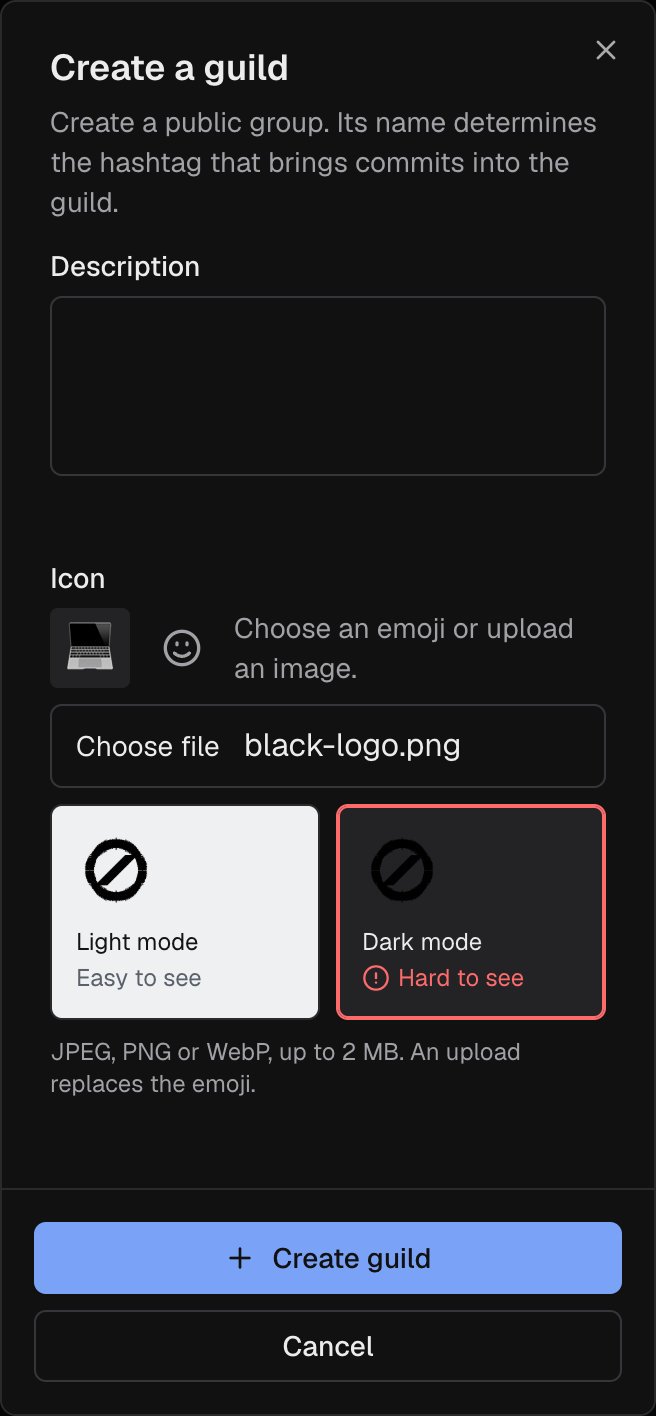 Create a guild
Create a public group. Its name determines
the hashtag that brings commits into the
guild.
Description
Icon
Choose an emoji or upload
an image.
Choose file black-logo.png
Light mode
Easy to see
Dark mode
Hard to see
JPEG, PNG or WebP, up to 2 MB. An upload
replaces the emoji.
Create guild
Cancel